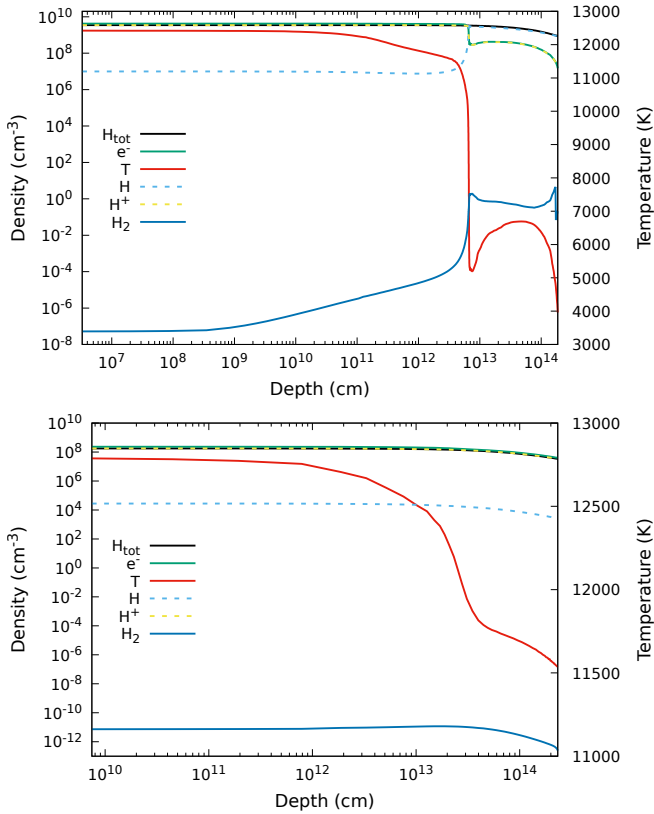 10^10
10^8
10^6
10^4
10^2
10^0
10^-2
10^-4
10^-6
10^-8
Density (cm^-3)
H_tot
e^-
T
H
H^+
H_2
13000
12000
11000
10000
9000
8000
7000
6000
5000
4000
3000
Temperature (K)
10^7 10^8 10^9 10^10 10^11 10^12 10^13 10^14
Depth (cm)
10^10
10^8
10^6
10^4
10^2
10^0
10^-2
10^-4
10^-6
10^-8
10^-10
10^-12
Density (cm^-3)
H_tot
e^-
T
H
H^+
H_2
13000
12500
12000
11500
11000
Temperature (K)
10^10 10^11 10^12 10^13 10^14
Depth (cm)